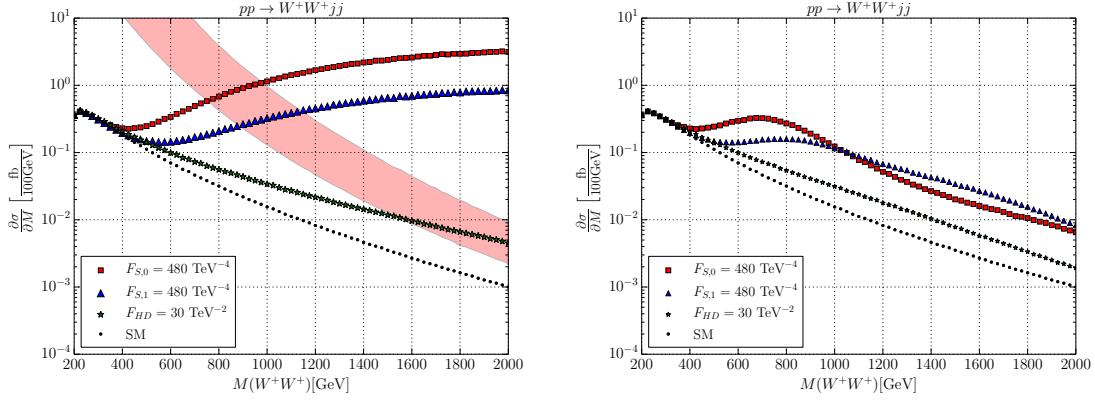 pp → W⁺W⁺jj
10¹
10⁰
10⁻¹
10⁻²
10⁻³
10⁻⁴
∂σ/∂M [fb/100GeV]
F_{S,0} = 480 TeV⁻⁴
F_{S,1} = 480 TeV⁻⁴
F_{HD} = 30 TeV⁻²
SM
200 400 600 800 1000 1200 1400 1600 1800 2000
M(W⁺W⁺)[GeV]
pp → W⁺W⁺jj
10¹
10⁰
10⁻¹
10⁻²
10⁻³
10⁻⁴
∂σ/∂M [fb/100GeV]
F_{S,0} = 480 TeV⁻⁴
F_{S,1} = 480 TeV⁻⁴
F_{HD} = 30 TeV⁻²
SM
200 400 600 800 1000 1200 1400 1600 1800 2000
M(W⁺W⁺)[GeV]